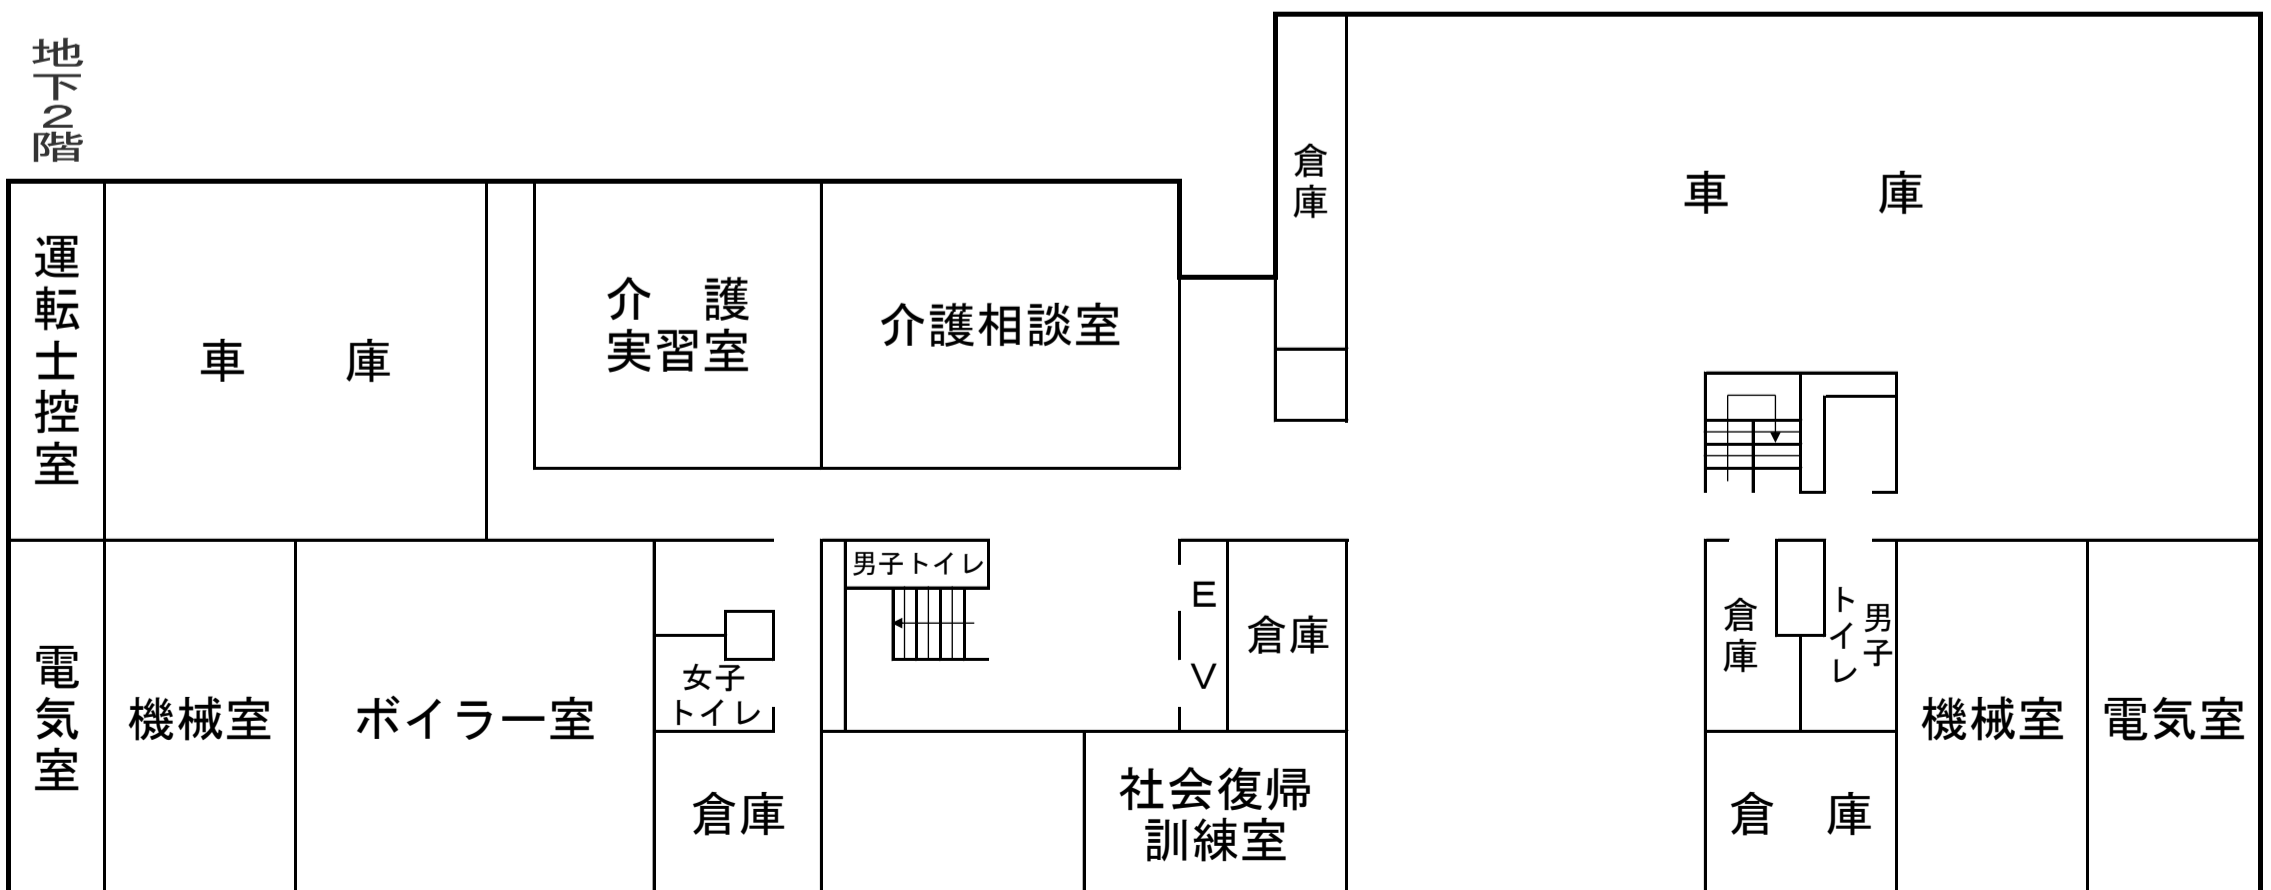 地下2階
倉庫
車庫
運転士控室
車庫
介護
実習室
介護相談室
男子トイレ
EV
倉庫
倉庫
男子
トイレ
電気室
機械室
ボイラー室
女子
トイレ
倉庫
社会復帰
訓練室
倉庫
機械室
電気室